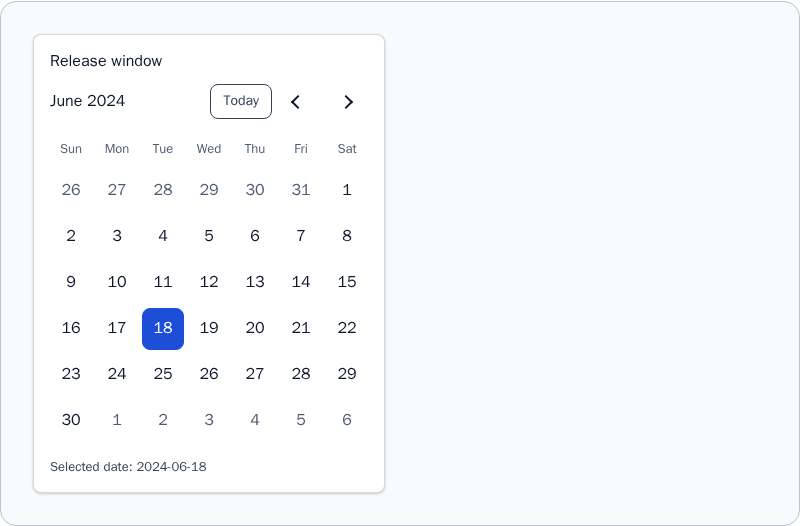 Release window
June 2024 Today
Sun Mon Tue Wed Thu Fri Sat
26 27 28 29 30 31 1
2 3 4 5 6 7 8
9 10 11 12 13 14 15
16 17 18 19 20 21 22
23 24 25 26 27 28 29
30 1 2 3 4 5 6
Selected date: 2024-06-18